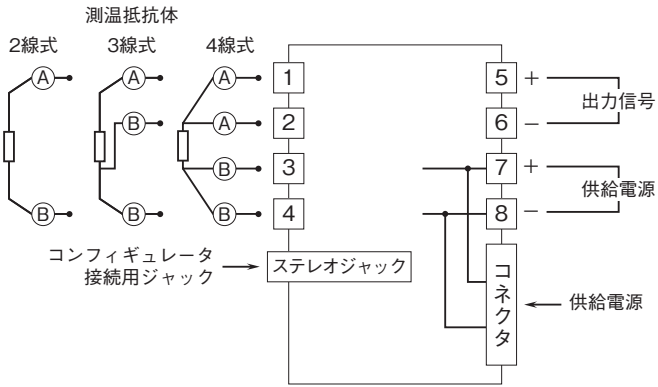 測温抵抗体
2線式 3線式 4線式
A A A 1 5 +
出力信号
B A 2 6 −
B 3 7 +
供給電源
B B B 4 8 −
コンフィギュレータ
接続用ジャック
ステレオジャック
コネクタ
供給電源